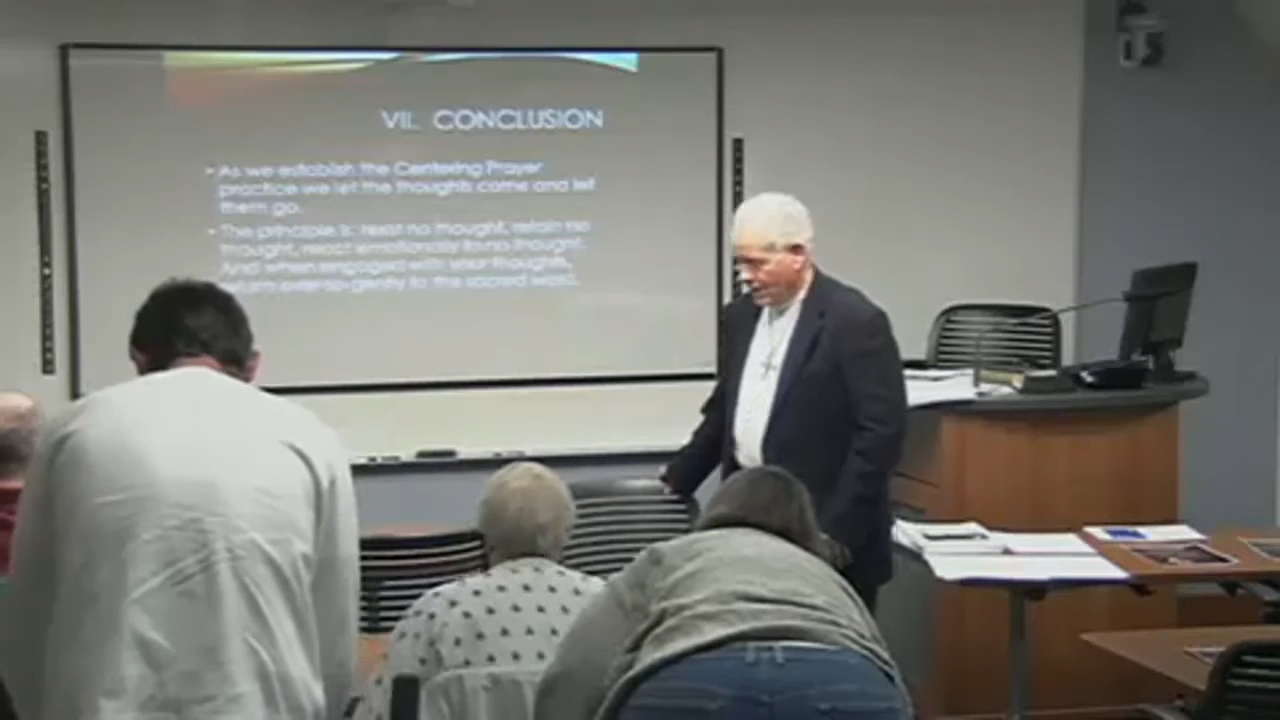 VII. CONCLUSION
As we establish the Centering Prayer
practice we let the thoughts come and let
them go.
The principle is: resist no thought, retain no
thought, react emotionally to no thought.
And when engaged with your thoughts,
return ever-so-gently to the sacred